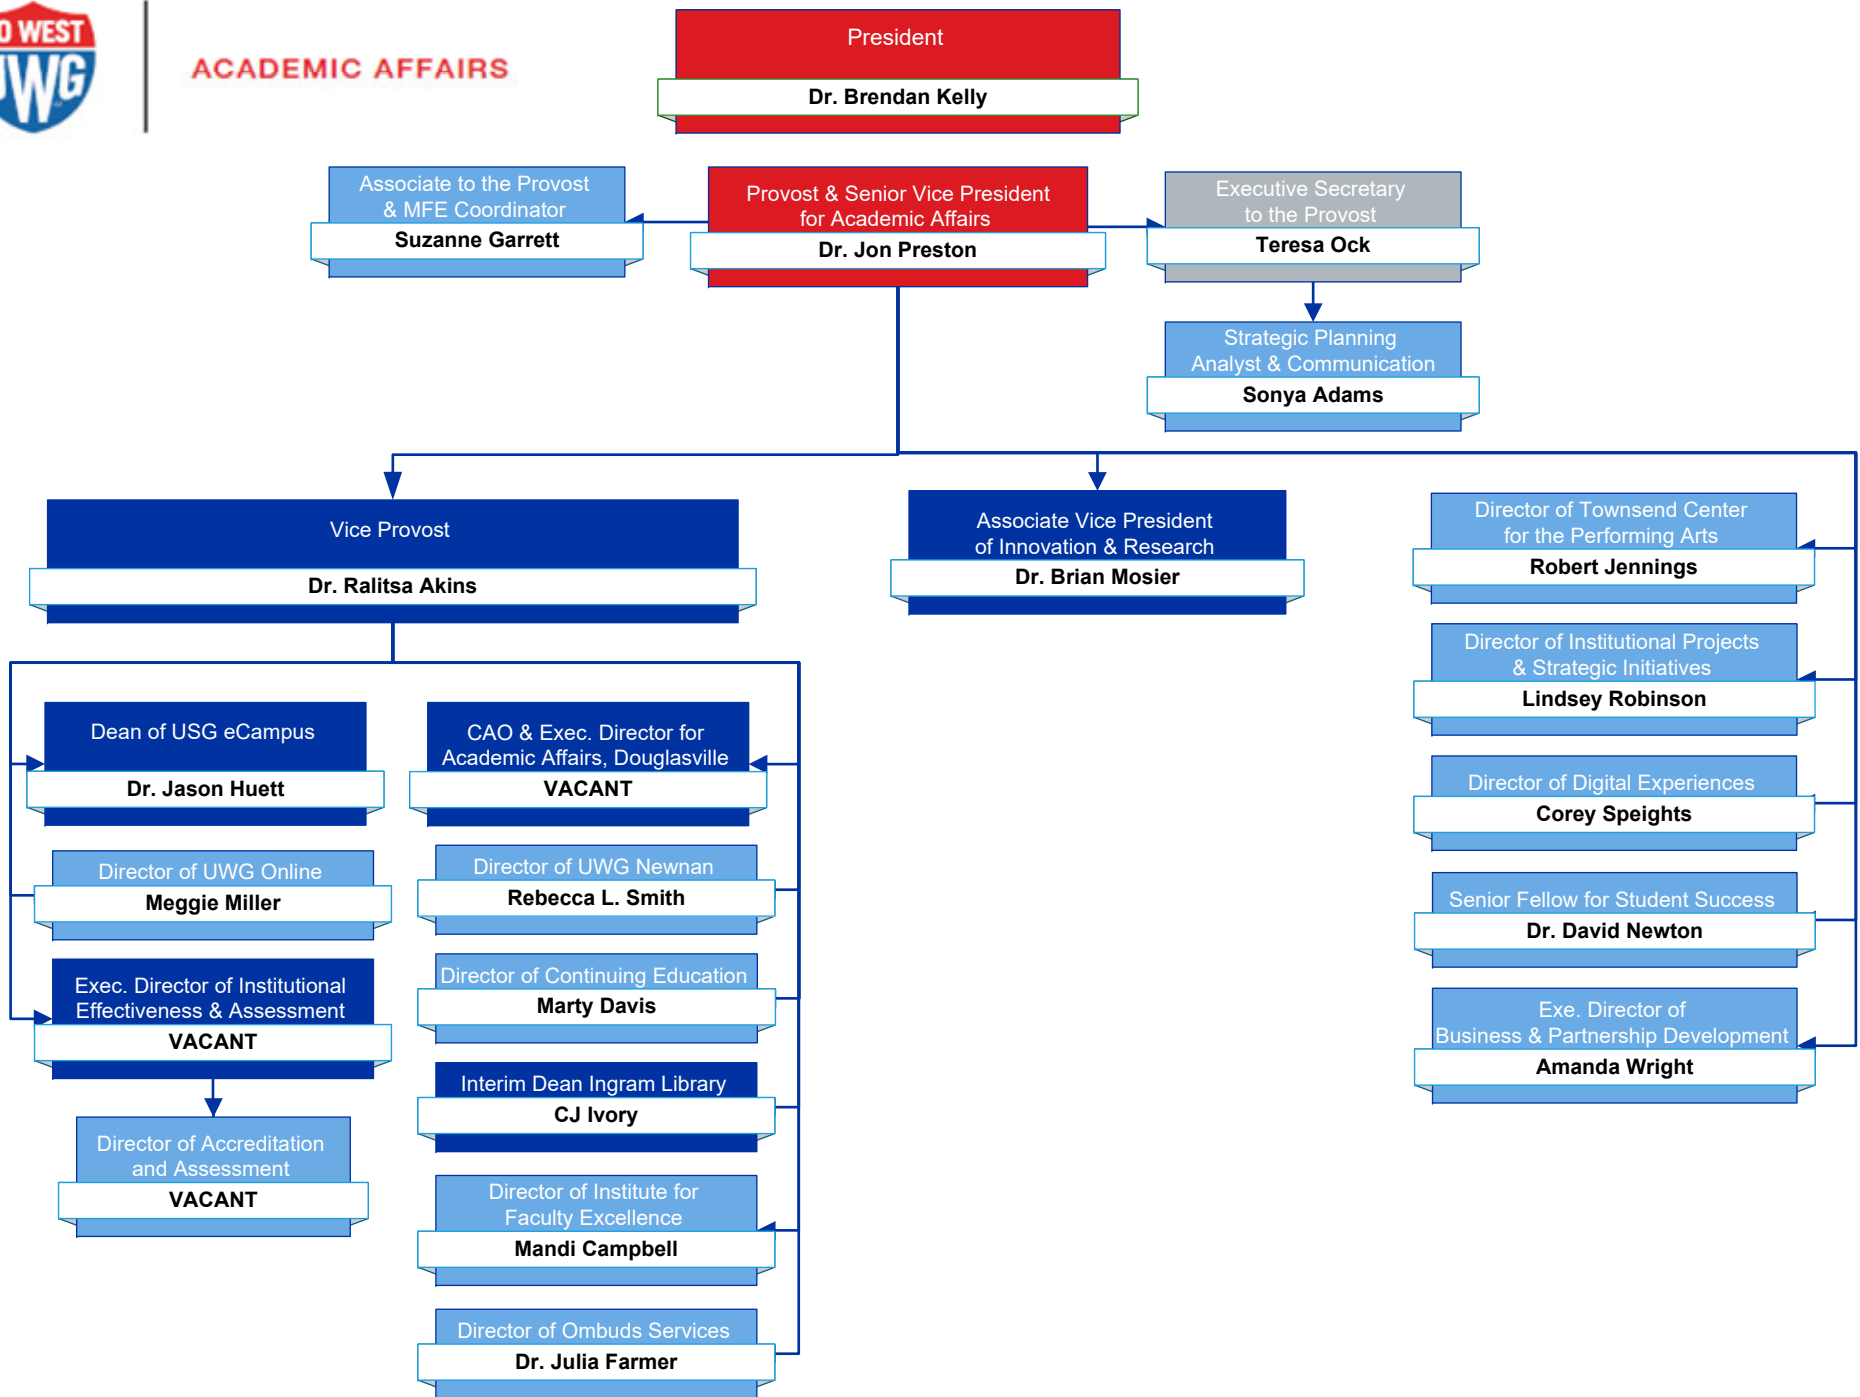 O WEST
UWG
ACADEMIC AFFAIRS
President
Dr. Brendan Kelly
Associate to the Provost
& MFE Coordinator
Suzanne Garrett
Provost & Senior Vice President
for Academic Affairs
Dr. Jon Preston
Executive Secretary
to the Provost
Teresa Ock
Strategic Planning
Analyst & Communication
Sonya Adams
Vice Provost
Dr. Ralitsa Akins
Associate Vice President
of Innovation & Research
Dr. Brian Mosier
Director of Townsend Center
for the Performing Arts
Robert Jennings
Director of Institutional Projects
& Strategic Initiatives
Lindsey Robinson
Director of Digital Experiences
Corey Speights
Senior Fellow for Student Success
Dr. David Newton
Exe. Director of
Business & Partnership Development
Amanda Wright
Dean of USG eCampus
Dr. Jason Huett
Director of UWG Online
Meggie Miller
Exec. Director of Institutional
Effectiveness & Assessment
VACANT
Director of Accreditation
and Assessment
VACANT
CAO & Exec. Director for
Academic Affairs, Douglasville
VACANT
Director of UWG Newnan
Rebecca L. Smith
Director of Continuing Education
Marty Davis
Interim Dean Ingram Library
CJ Ivory
Director of Institute for
Faculty Excellence
Mandi Campbell
Director of Ombuds Services
Dr. Julia Farmer